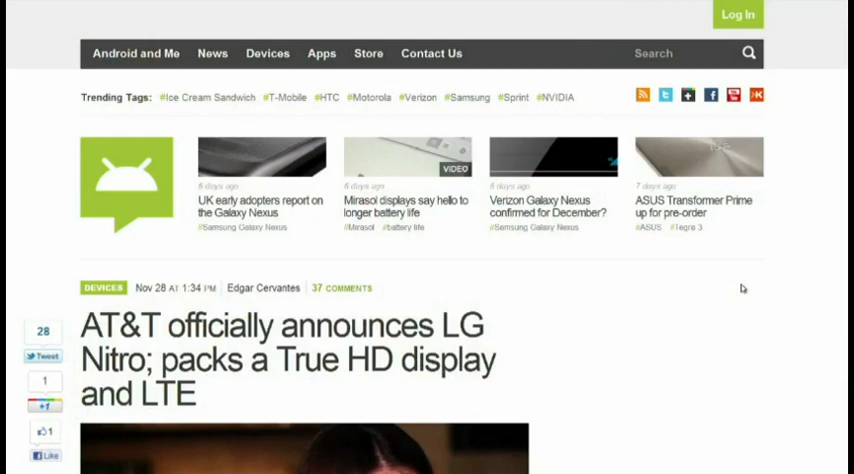 Log In
Android and Me News Devices Apps Store Contact Us Search
Trending Tags: #Ice Cream Sandwich #T-Mobile #HTC #Motorola #Verizon #Samsung #Sprint #NVIDIA
VIDEO
6 days ago
UK early adopters report on
the Galaxy Nexus
#Samsung Galaxy Nexus
6 days ago
Mirasol displays say hello to
longer battery life
#Mirasol #battery life
6 days ago
Verizon Galaxy Nexus
confirmed for December?
#Samsung Galaxy Nexus
7 days ago
ASUS Transformer Prime
up for pre-order
#ASUS #Tegra 3
DEVICES Nov 28 AT 1:34 PM Edgar Cervantes 37 COMMENTS
AT&T officially announces LG
Nitro; packs a True HD display
and LTE
28
Tweet
1
+1
1
Like